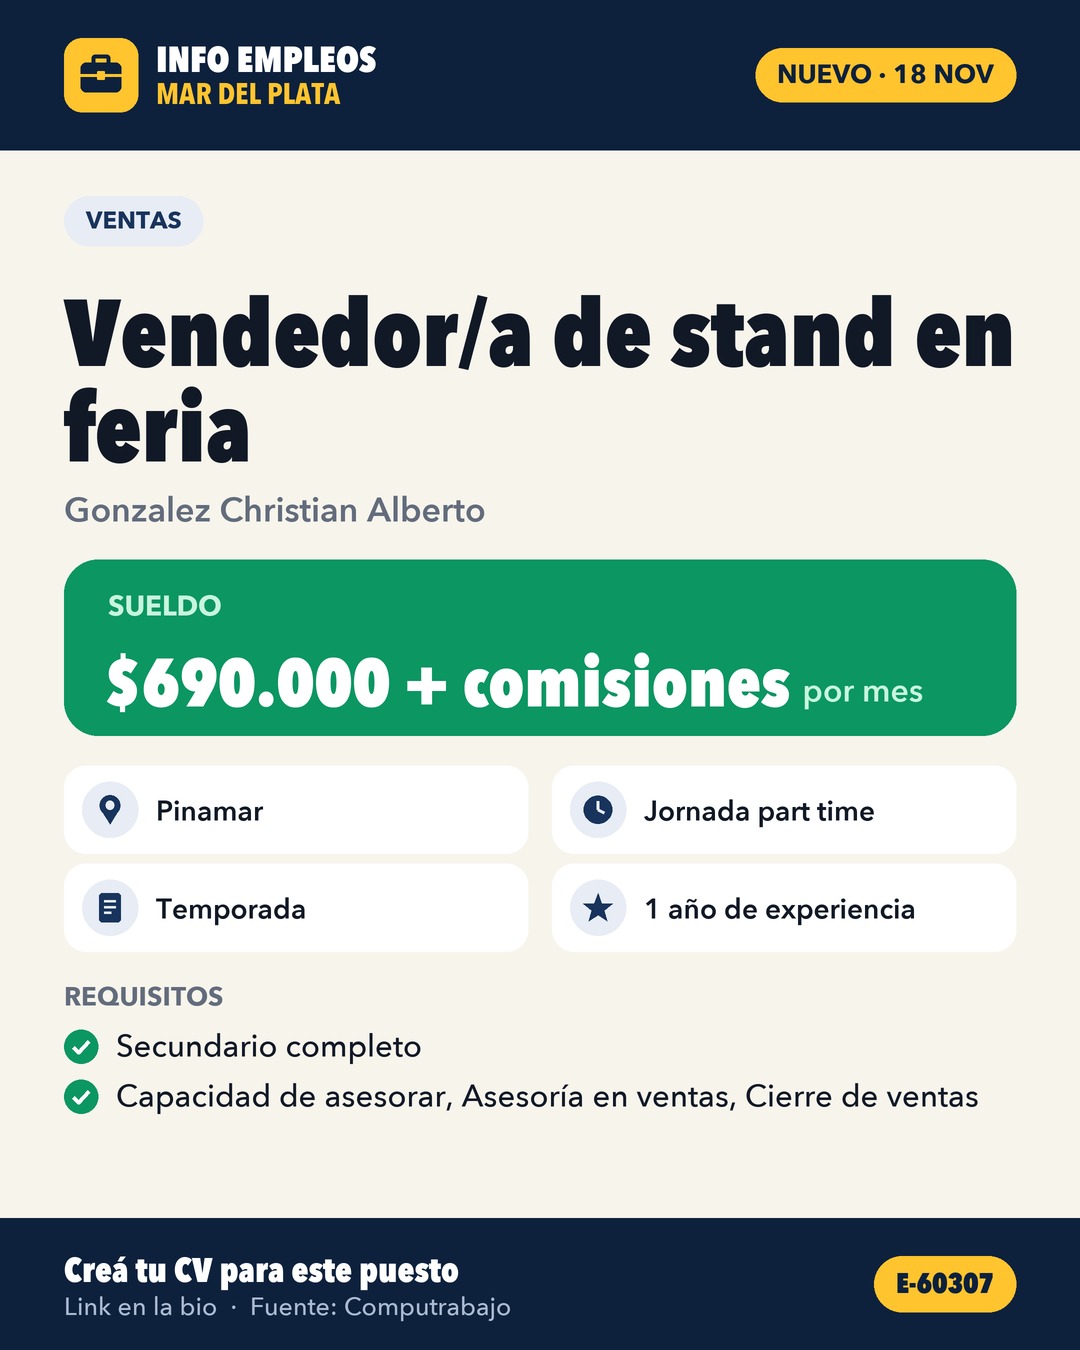 INFO EMPLEOS
MAR DEL PLATA
NUEVO · 18 NOV
VENTAS
Vendedor/a de stand en
feria
Gonzalez Christian Alberto
SUELDO
$690.000 + comisiones por mes
Pinamar
Jornada part time
Temporada
1 año de experiencia
REQUISITOS
Secundario completo
Capacidad de asesorar, Asesoría en ventas, Cierre de ventas
Creá tu CV para este puesto
Link en la bio · Fuente: Computrabajo
E-60307